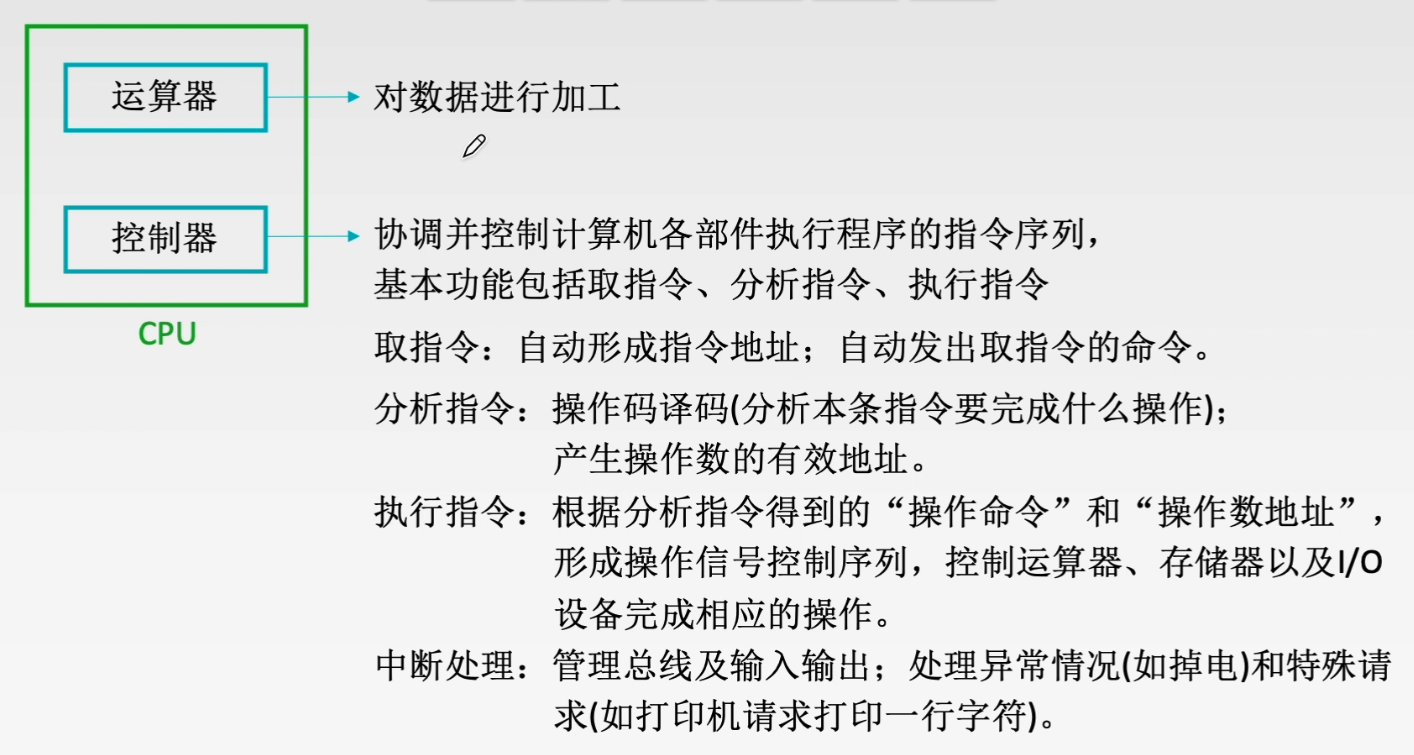 运算器
对数据进行加工
控制器
协调并控制计算机各部件执行程序的指令序列，
基本功能包括取指令、分析指令、执行指令
CPU
取指令：自动形成指令地址；自动发出取指令的命令。
分析指令：操作码译码(分析本条指令要完成什么操作)；
产生操作数的有效地址。
执行指令：根据分析指令得到的“操作命令”和“操作数地址”，
形成操作信号控制序列，控制运算器、存储器以及I/O
设备完成相应的操作。
中断处理：管理总线及输入输出；处理异常情况(如掉电)和特殊请
求(如打印机请求打印一行字符)。